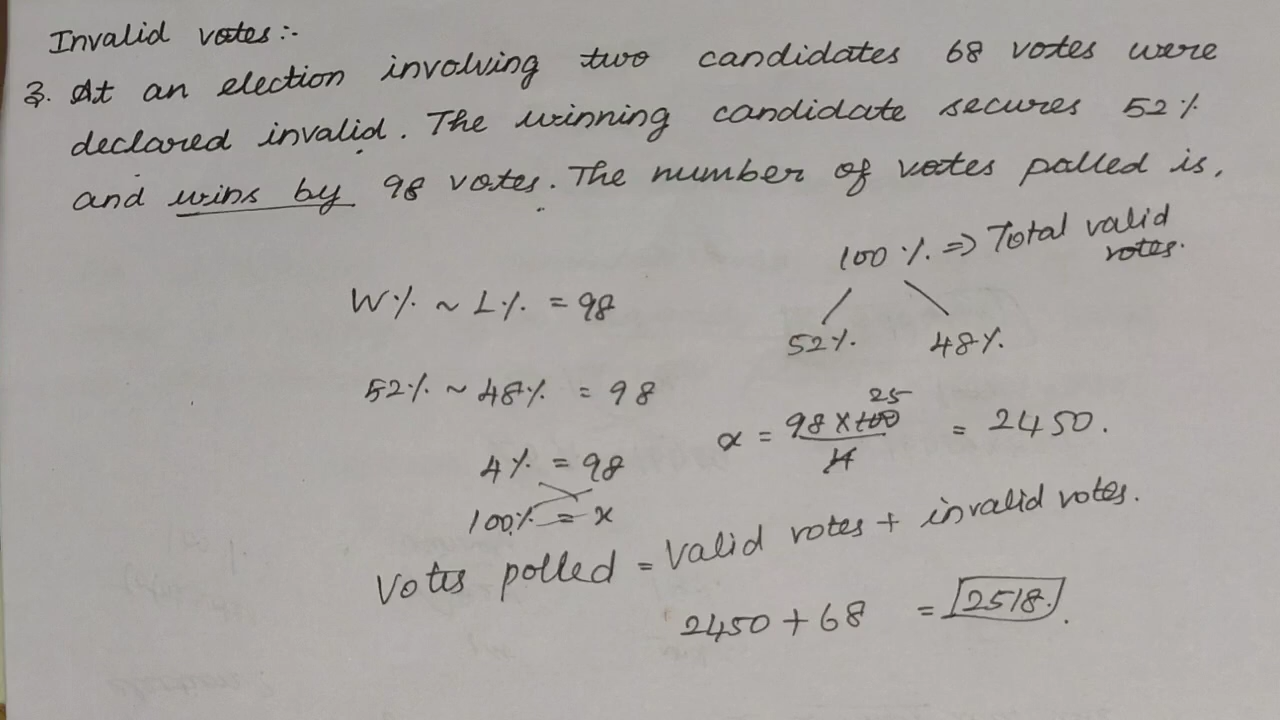 Invalid votes :-
3. At an election involving two candidates 68 votes were
declared invalid. The winning candidate secures 52%
and wins by 98 votes. The number of votes polled is,
100% => Total valid
votes.
52% 48%
W% ~ L% = 98
52% ~ 48% = 98
4% = 98
100% = x
25
x = 98 x 100 = 2450.
4
Votes polled = Valid votes + invalid votes.
2450 + 68 = 2518.